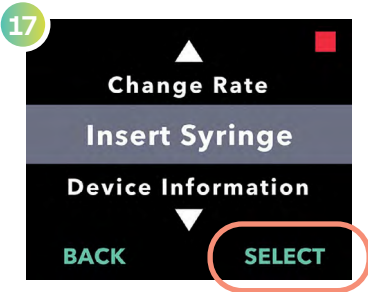 17
Change Rate
Insert Syringe
Device Information
BACK SELECT